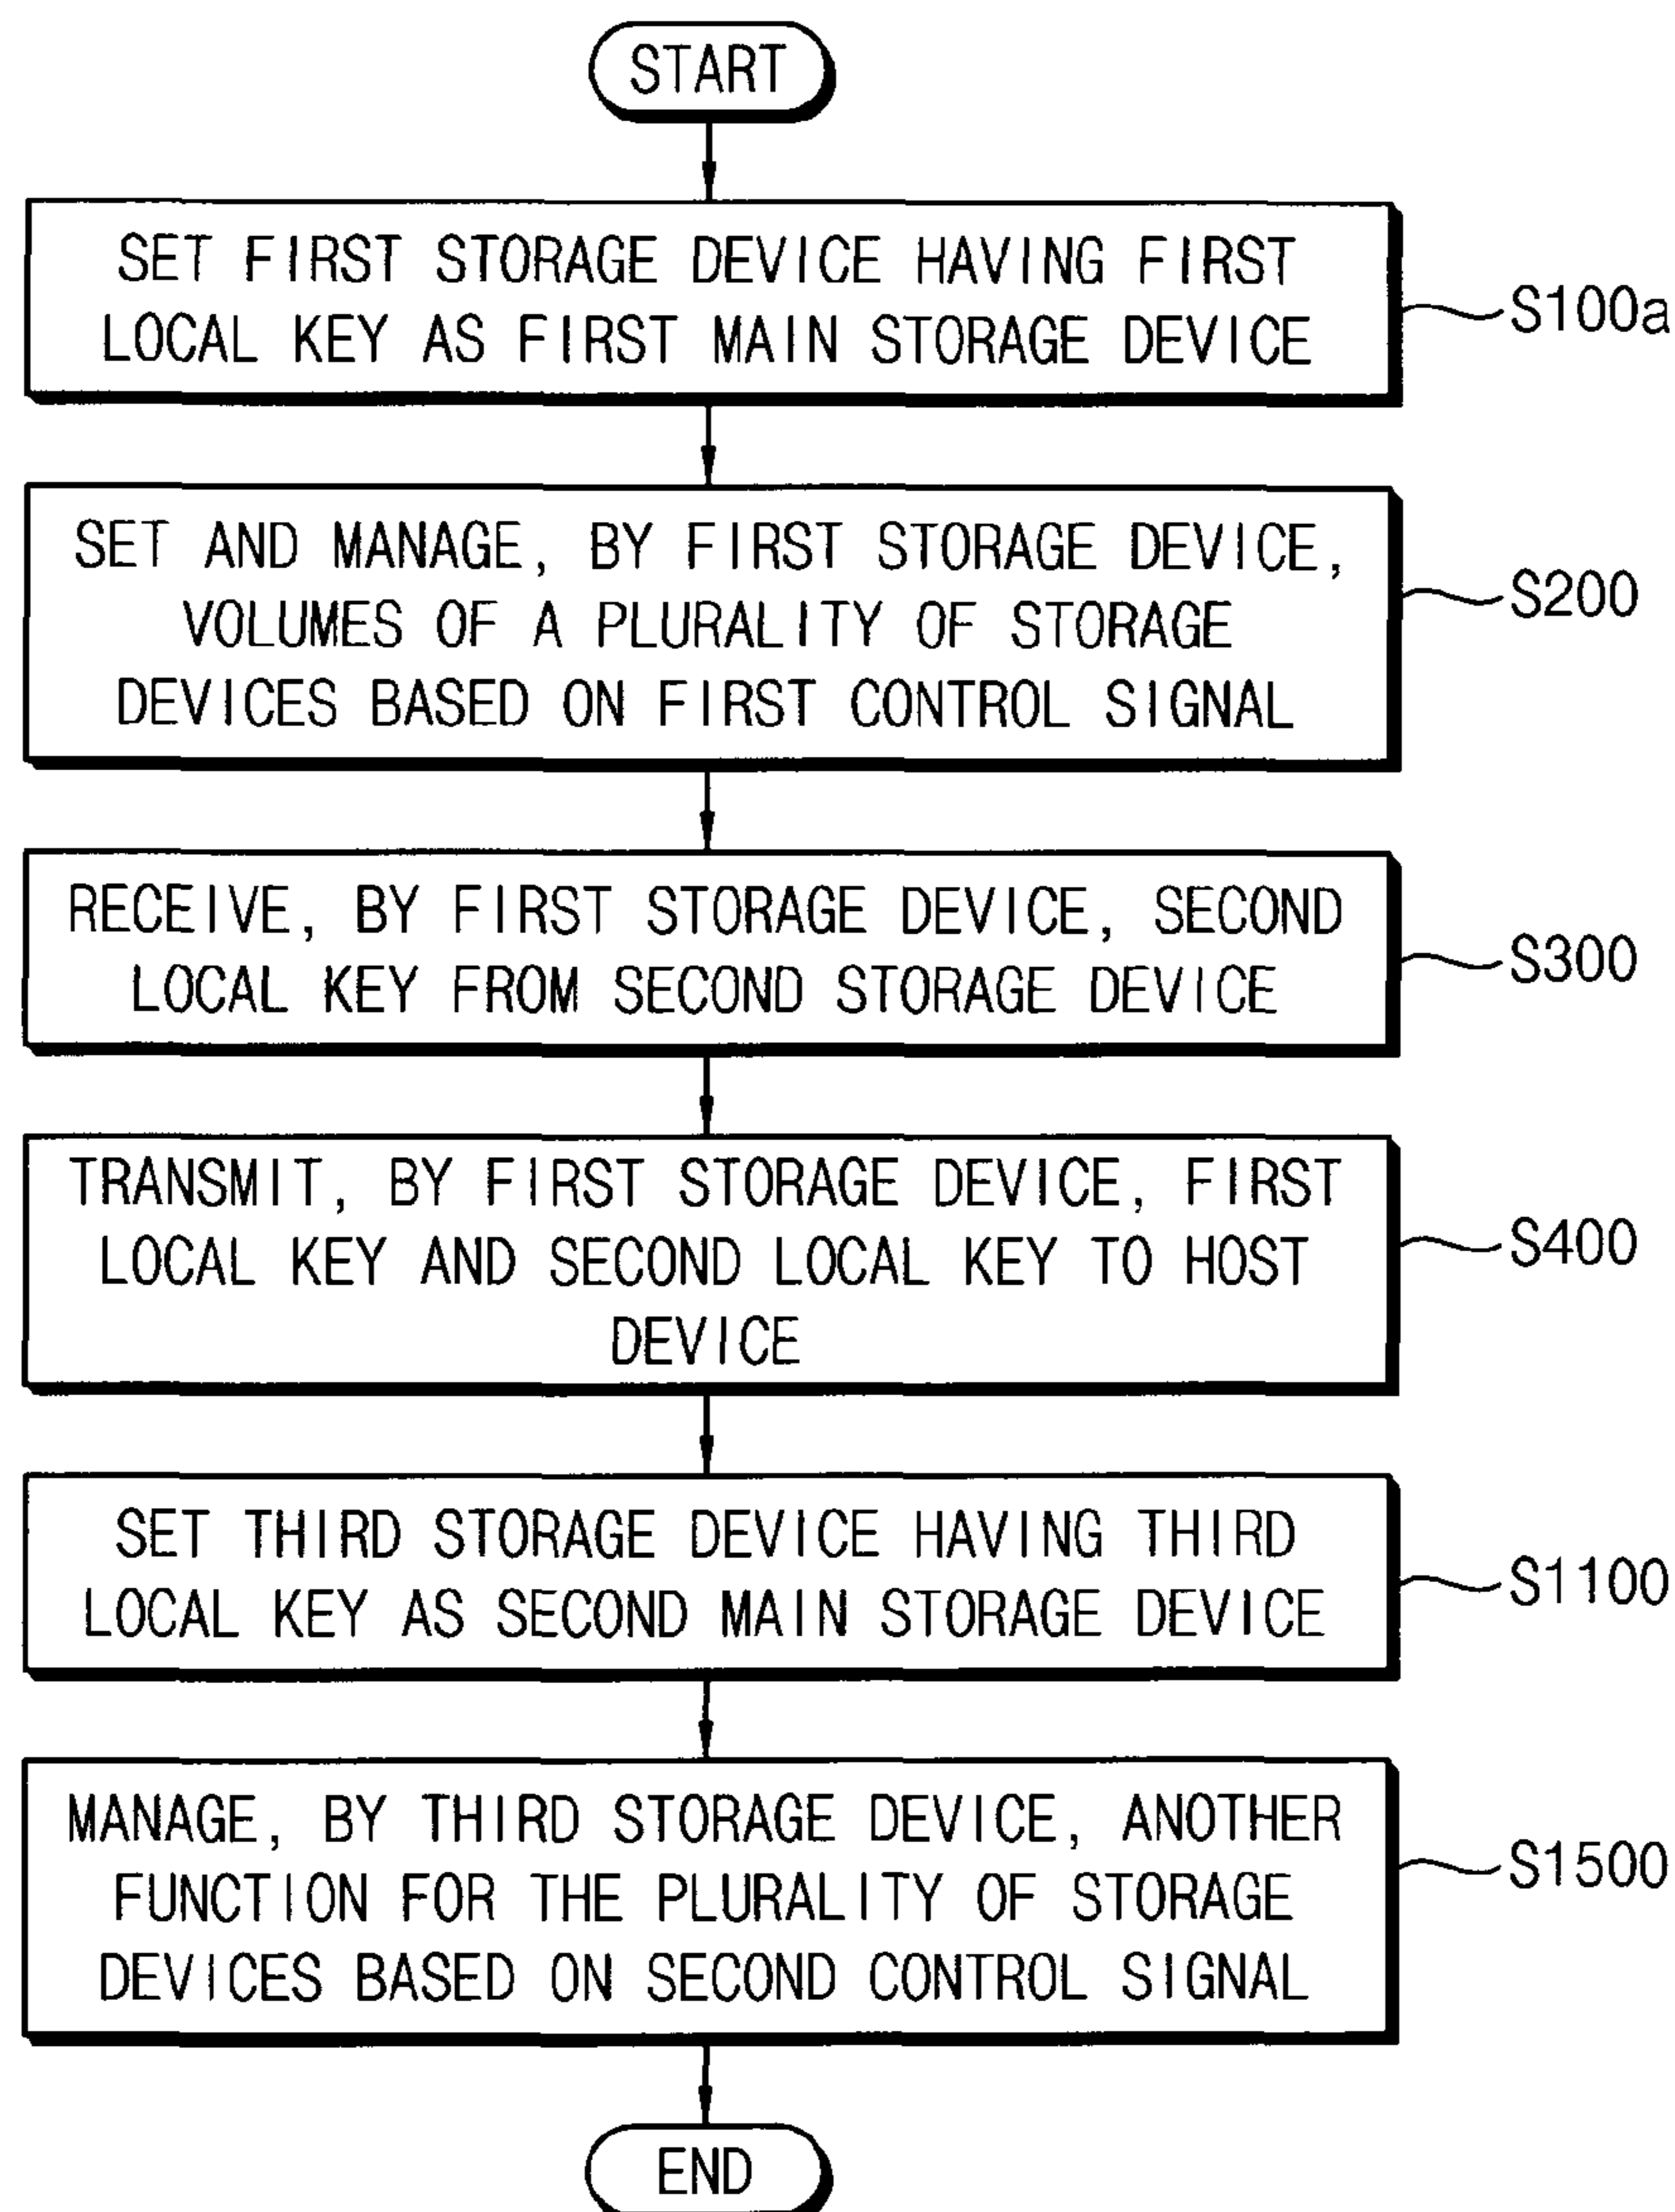 START
SET FIRST STORAGE DEVICE HAVING FIRST
LOCAL KEY AS FIRST MAIN STORAGE DEVICE
S100a
SET AND MANAGE, BY FIRST STORAGE DEVICE,
VOLUMES OF A PLURALITY OF STORAGE
DEVICES BASED ON FIRST CONTROL SIGNAL
S200
RECEIVE, BY FIRST STORAGE DEVICE, SECOND
LOCAL KEY FROM SECOND STORAGE DEVICE
S300
TRANSMIT, BY FIRST STORAGE DEVICE, FIRST
LOCAL KEY AND SECOND LOCAL KEY TO HOST
DEVICE
S400
SET THIRD STORAGE DEVICE HAVING THIRD
LOCAL KEY AS SECOND MAIN STORAGE DEVICE
S1100
MANAGE, BY THIRD STORAGE DEVICE, ANOTHER
FUNCTION FOR THE PLURALITY OF STORAGE
DEVICES BASED ON SECOND CONTROL SIGNAL
S1500
END